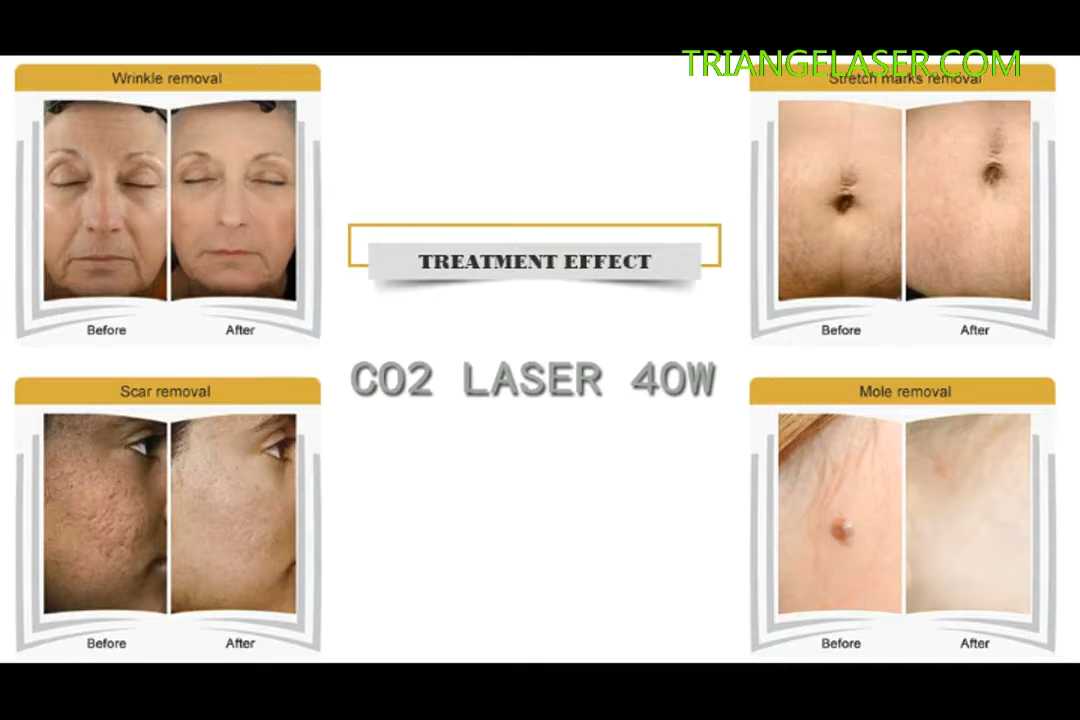 TRIANGELASER.COM
Wrinkle removal
Stretch marks removal
Before
After
Before
After
TREATMENT EFFECT
CO2 LASER 40W
Scar removal
Mole removal
Before
After
Before
After